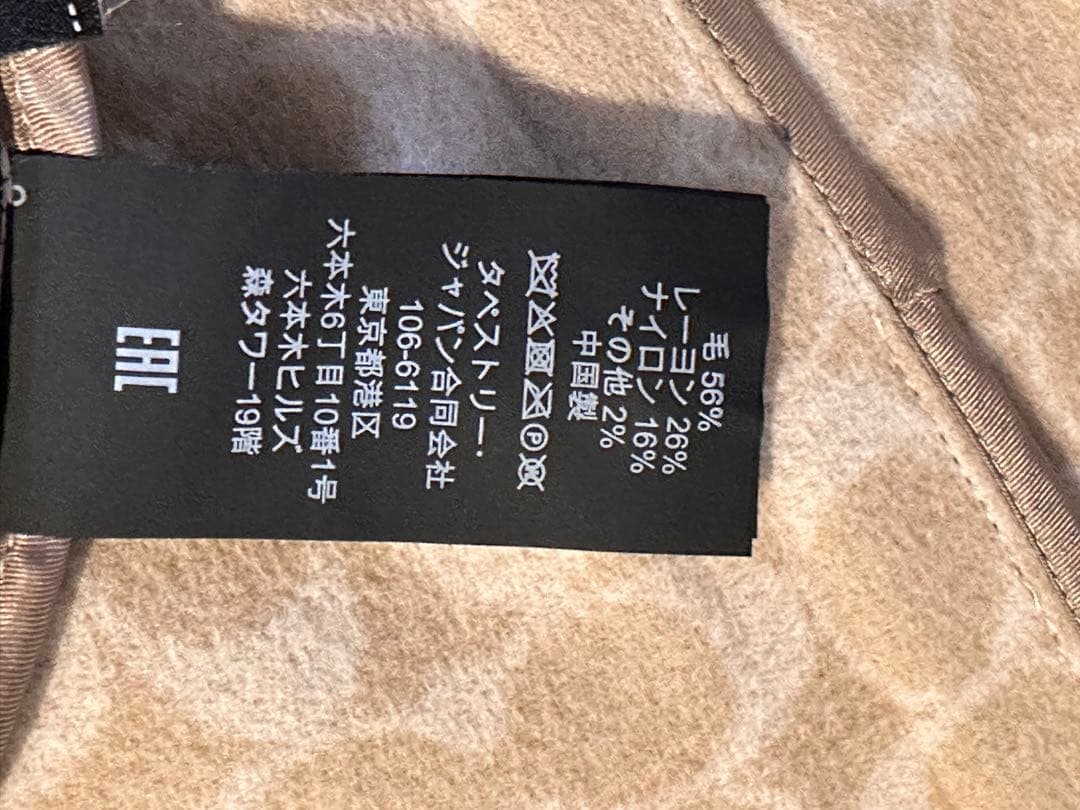 毛 56%
レーヨン 26%
ナイロン 16%
その他 2%
中国製
P
タペストリー・
ジャパン合同会社
106-6119
東京都港区
六本木6丁目10番1号
六本木ヒルズ
森タワー19階
EAC